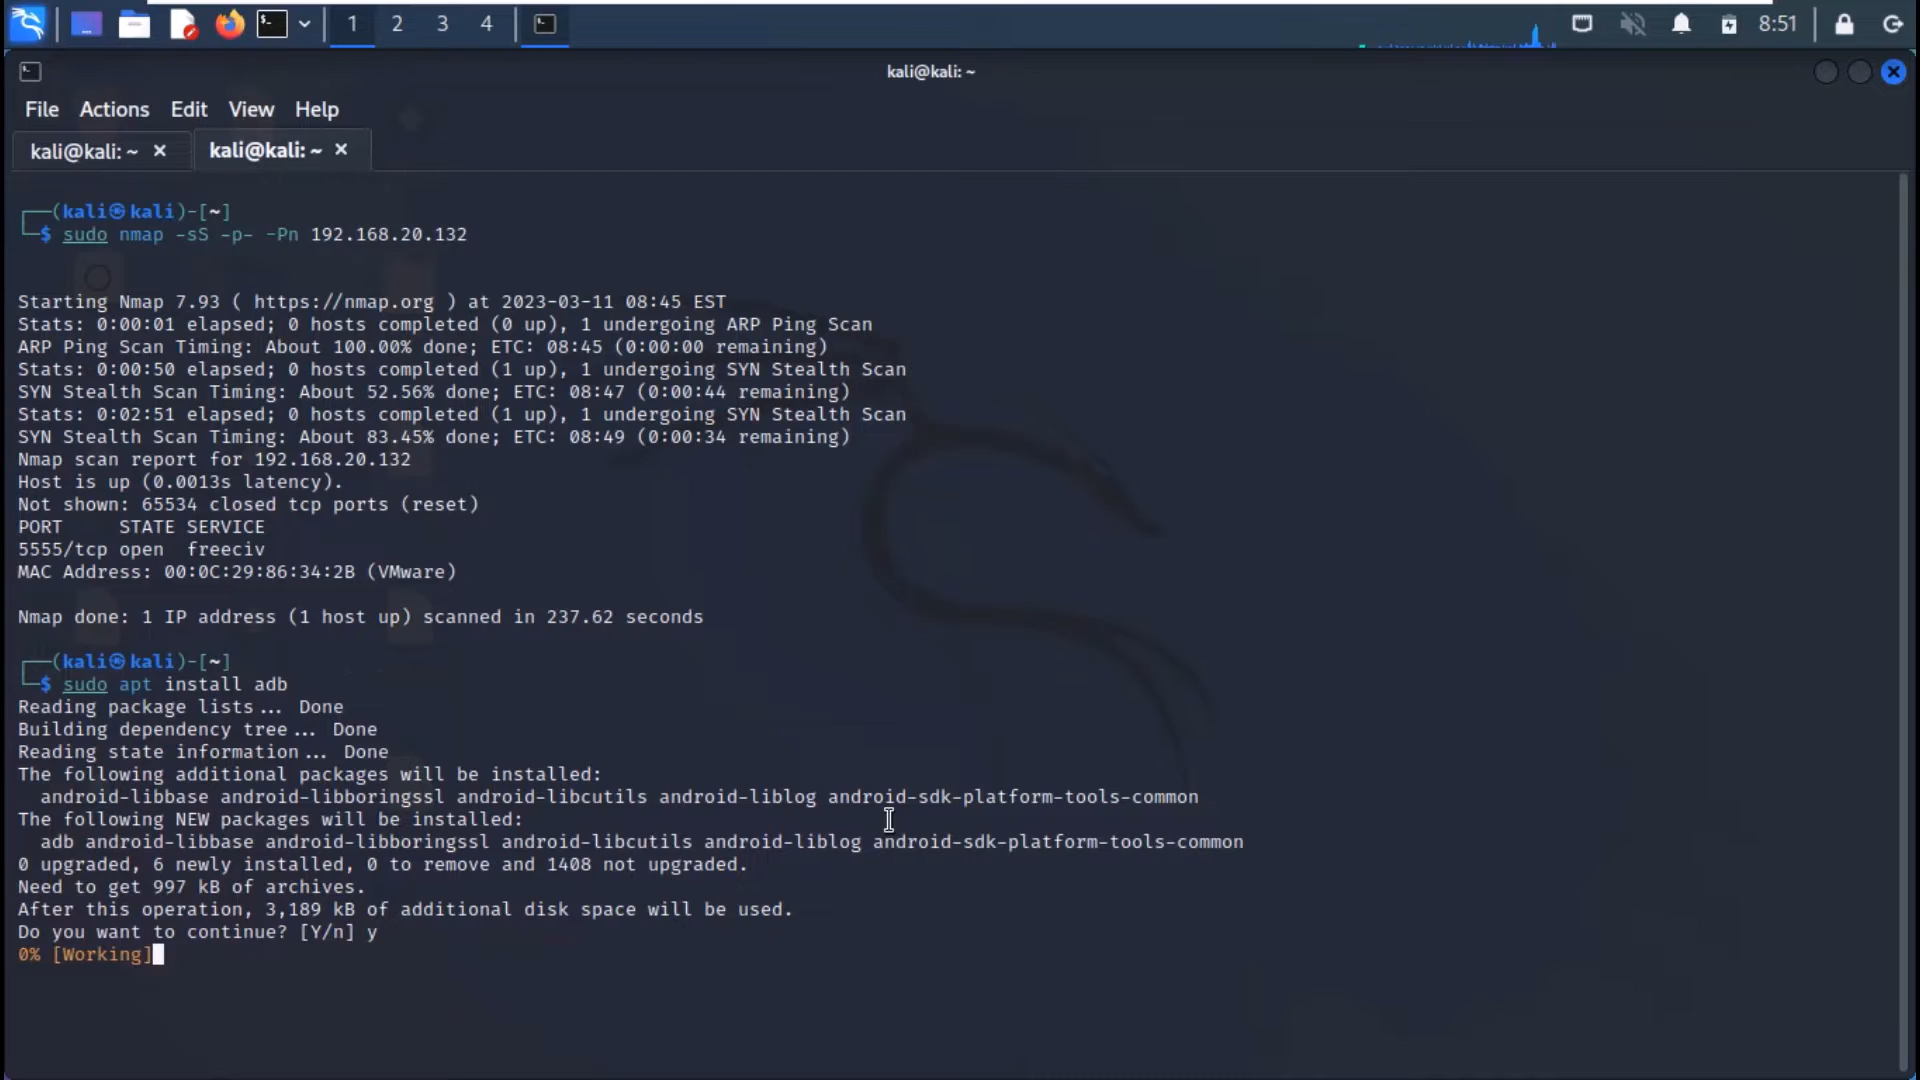 1 2 3 4 8:51
kali@kali: ~
File Actions Edit View Help
kali@kali: ~ × kali@kali: ~ ×
┌──(kali㉿kali)-[~]
└─$ sudo nmap -sS -p- -Pn 192.168.20.132
Starting Nmap 7.93 ( https://nmap.org ) at 2023-03-11 08:45 EST
Stats: 0:00:01 elapsed; 0 hosts completed (0 up), 1 undergoing ARP Ping Scan
ARP Ping Scan Timing: About 100.00% done; ETC: 08:45 (0:00:00 remaining)
Stats: 0:00:50 elapsed; 0 hosts completed (1 up), 1 undergoing SYN Stealth Scan
SYN Stealth Scan Timing: About 52.56% done; ETC: 08:47 (0:00:44 remaining)
Stats: 0:02:51 elapsed; 0 hosts completed (1 up), 1 undergoing SYN Stealth Scan
SYN Stealth Scan Timing: About 83.45% done; ETC: 08:49 (0:00:34 remaining)
Nmap scan report for 192.168.20.132
Host is up (0.0013s latency).
Not shown: 65534 closed tcp ports (reset)
PORT     STATE SERVICE
5555/tcp open  freeciv
MAC Address: 00:0C:29:86:34:2B (VMware)
Nmap done: 1 IP address (1 host up) scanned in 237.62 seconds
┌──(kali㉿kali)-[~]
└─$ sudo apt install adb
Reading package lists... Done
Building dependency tree... Done
Reading state information... Done
The following additional packages will be installed:
  android-libbase android-libboringssl android-libcutils android-liblog android-sdk-platform-tools-common
The following NEW packages will be installed:
  adb android-libbase android-libboringssl android-libcutils android-liblog android-sdk-platform-tools-common
0 upgraded, 6 newly installed, 0 to remove and 1408 not upgraded.
Need to get 997 kB of archives.
After this operation, 3,189 kB of additional disk space will be used.
Do you want to continue? [Y/n] y
0% [Working]